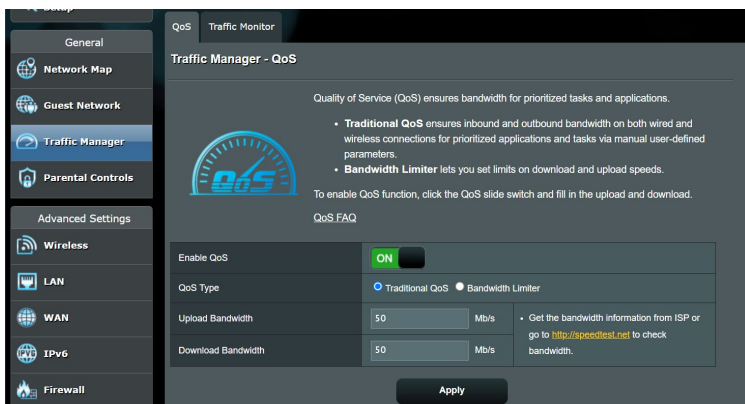 QoS
Traffic Monitor
General
Network Map
Guest Network
Traffic Manager
Parental Controls
Advanced Settings
Wireless
LAN
WAN
IPv6
Firewall
Traffic Manager - QoS
QoS
Quality of Service (QoS) ensures bandwidth for prioritized tasks and applications.
• Traditional QoS ensures inbound and outbound bandwidth on both wired and
wireless connections for prioritized applications and tasks via manual user-defined
parameters.
• Bandwidth Limiter lets you set limits on download and upload speeds.
To enable QoS function, click the QoS slide switch and fill in the upload and download.
QoS FAQ
Enable QoS
ON
QoS Type
Traditional QoS Bandwidth Limiter
Upload Bandwidth
50 Mb/s
Download Bandwidth
50 Mb/s
• Get the bandwidth information from ISP or
go to http://speedtest.net to check
bandwidth.
Apply